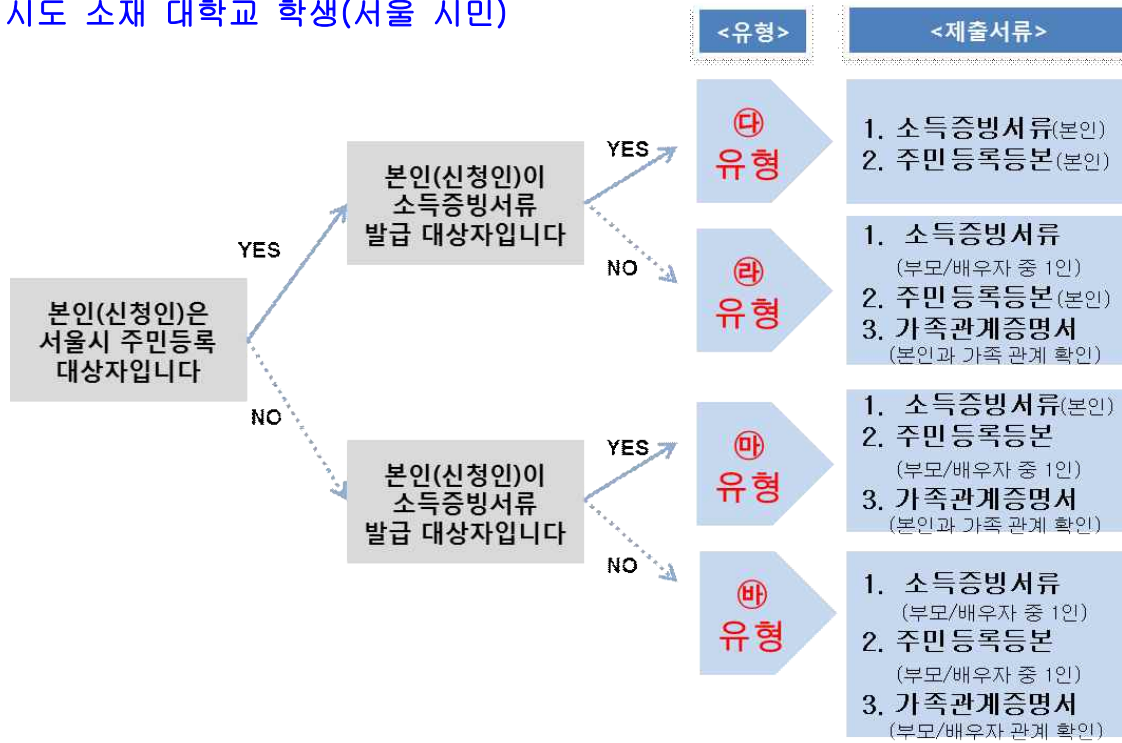 시도 소재 대학교 학생(서울 시민)
<유형>
<제출서류>
본인(신청인)은
서울시 주민등록
대상자입니다
YES
NO
본인(신청인)이
소득증빙서류
발급 대상자입니다
YES
NO
본인(신청인)이
소득증빙서류
발급 대상자입니다
YES
NO
㉰
유형
1. 소득증빙서류(본인)
2. 주민등록등본(본인)
㉱
유형
1. 소득증빙서류
(부모/배우자 중 1인)
2. 주민등록등본(본인)
3. 가족관계증명서
(본인과 가족 관계 확인)
㉲
유형
1. 소득증빙서류(본인)
2. 주민등록등본
(부모/배우자 중 1인)
3. 가족관계증명서
(본인과 가족 관계 확인)
㉳
유형
1. 소득증빙서류
(부모/배우자 중 1인)
2. 주민등록등본
(부모/배우자 중 1인)
3. 가족관계증명서
(부모/배우자 관계 확인)